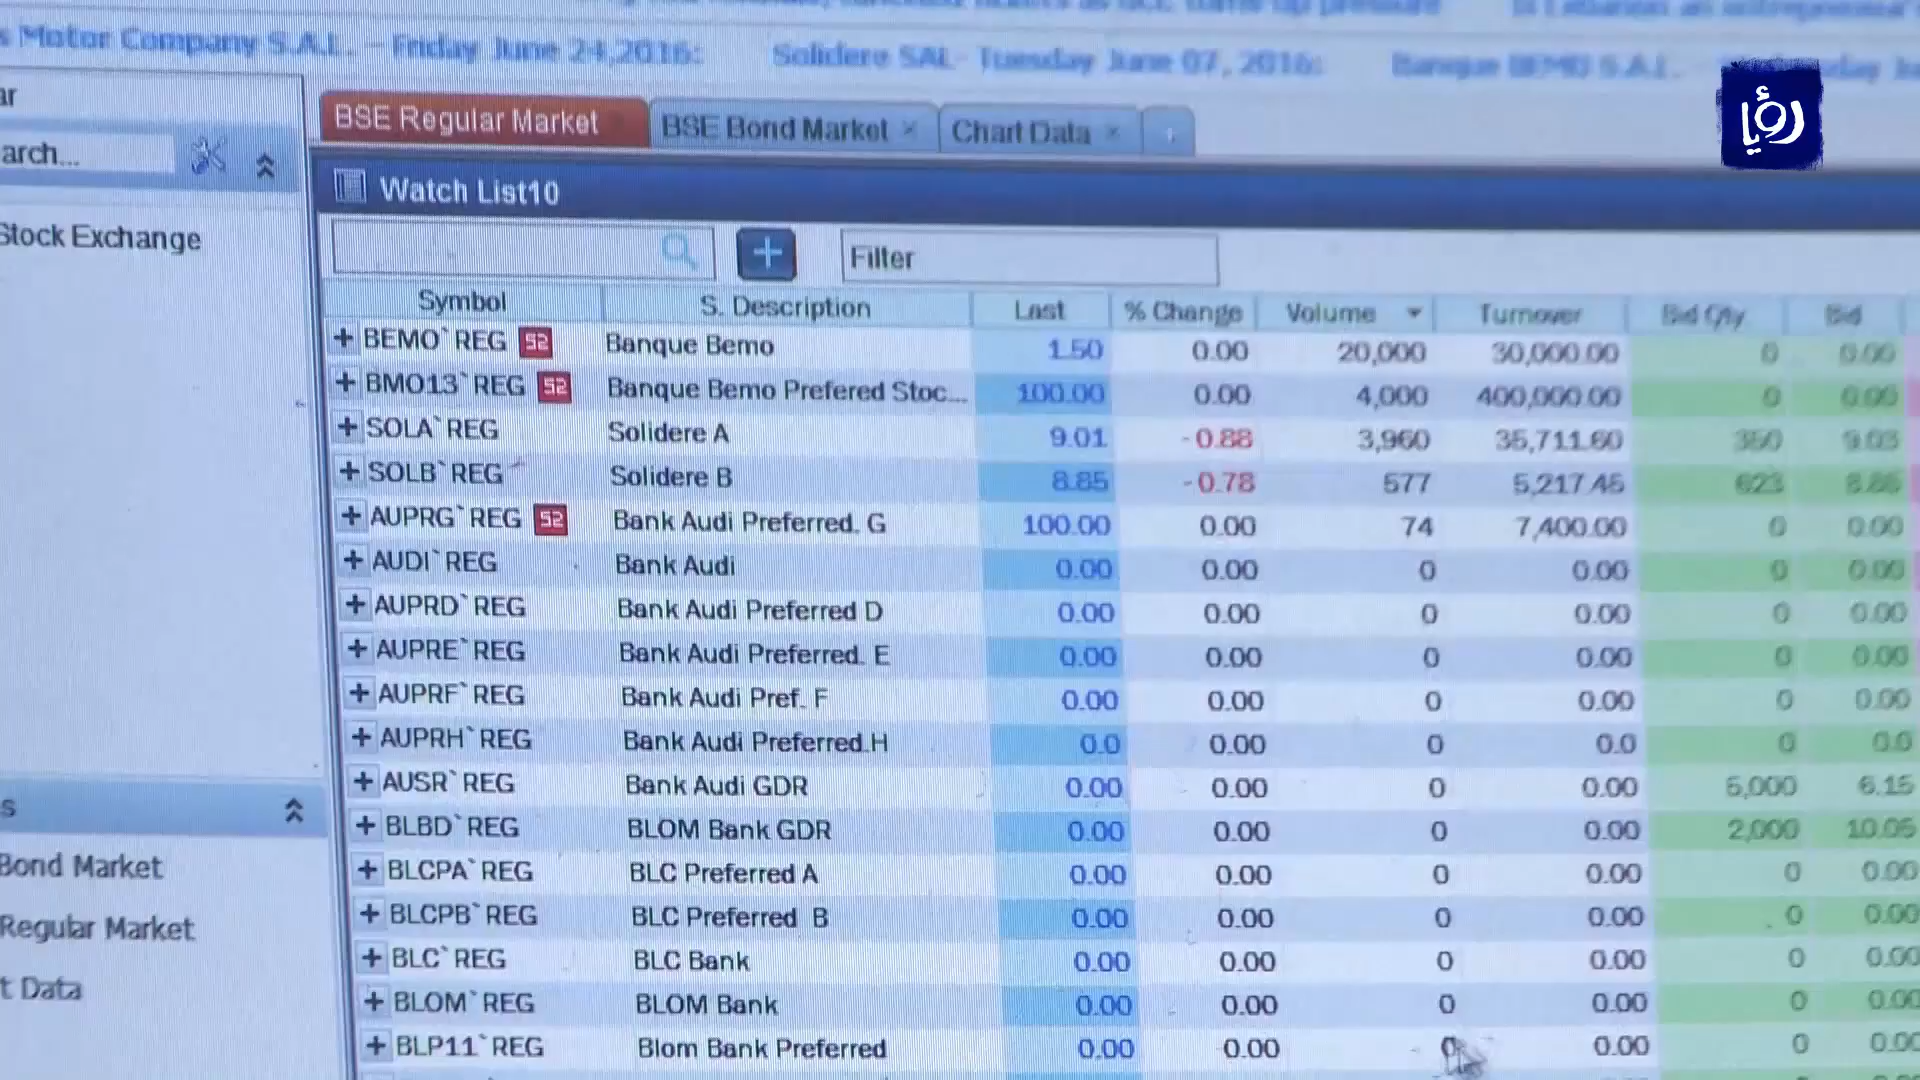 Motor Company S.A.L. - Friday June 24,2016: Solidere SAL- Tuesday June 07, 2016: Banque BEMO S.A.L.
رؤيا
ar
BSE Regular Market BSE Bond Market × Chart Data × +
arch...
Watch List10
Stock Exchange
Filter
Symbol S. Description Last % Change Volume Turnover Bid Qty Bid
+ BEMO`REG 52 Banque Bemo 1.50 0.00 20,000 30,000.00 0 0.00
+ BMO13`REG 52 Banque Bemo Prefered Stoc... 100.00 0.00 4,000 400,000.00 0 0.00
+ SOLA`REG Solidere A 9.01 -0.88 3,960 35,711.60 350 9.03
+ SOLB`REG Solidere B 8.85 -0.78 577 5,217.45 623 8.86
+ AUPRG`REG 52 Bank Audi Preferred. G 100.00 0.00 74 7,400.00 0 0.00
+ AUDI`REG Bank Audi 0.00 0.00 0 0.00 0 0.00
+ AUPRD`REG Bank Audi Preferred D 0.00 0.00 0 0.00 0 0.00
+ AUPRE`REG Bank Audi Preferred. E 0.00 0.00 0 0.00 0 0.00
+ AUPRF`REG Bank Audi Pref. F 0.00 0.00 0 0.00 0 0.00
+ AUPRH`REG Bank Audi Preferred.H 0.0 0.00 0 0.0 0 0.0
+ AUSR`REG Bank Audi GDR 0.00 0.00 0 0.00 5,000 6.15
+ BLBD`REG BLOM Bank GDR 0.00 0.00 0 0.00 2,000 10.05
+ BLCPA`REG BLC Preferred A 0.00 0.00 0 0.00 0 0.00
+ BLCPB`REG BLC Preferred B 0.00 0.00 0 0.00 0 0.00
+ BLC`REG BLC Bank 0.00 0.00 0 0.00 0 0.00
+ BLOM`REG BLOM Bank 0.00 0.00 0 0.00 0 0.00
+ BLP11`REG Blom Bank Preferred 0.00 0.00 0 0.00 0 0.00
s
Bond Market
Regular Market
t Data